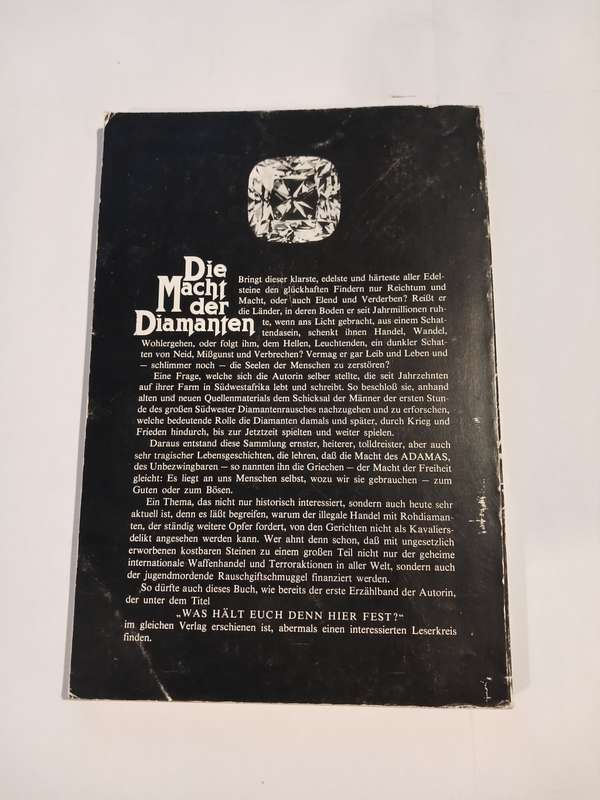 Die
Macht
der
Diamanten
Bringt dieser klarste, edelste und härteste aller Edel-
steine den glückhaften Findern nur Reichtum und
Macht, oder auch Elend und Verderben? Reißt er
die Länder, in deren Boden er seit Jahrmillionen ruh-
te, wenn ans Licht gebracht, aus einem Schat-
tendasein, schenkt ihnen Handel, Wandel,
Wohlergehen, oder folgt ihm, dem Hellen, Leuchtenden, ein dunkler Schat-
ten von Neid, Mißgunst und Verbrechen? Vermag er gar Leib und Leben und
— schlimmer noch — die Seelen der Menschen zu zerstören?
Eine Frage, welche sich die Autorin selber stellte, die seit Jahrzehnten
auf ihrer Farm in Südwestafrika lebt und schreibt. So beschloß sie, anhand
alten und neuen Quellenmaterials dem Schicksal der Männer der ersten Stun-
de des großen Südwester Diamantenrausches nachzugehen und zu erforschen,
welche bedeutende Rolle die Diamanten damals und später, durch Krieg und
Frieden hindurch, bis zur Jetztzeit spielten und weiter spielen.
Daraus entstand diese Sammlung ernster, heiterer, tolldreister, aber auch
sehr tragischer Lebensgeschichten, die lehren, daß die Macht des ADAMAS,
des Unbezwingbaren — so nannten ihn die Griechen — der Macht der Freiheit
gleicht: Es liegt an uns Menschen selbst, wozu wir sie gebrauchen — zum
Guten oder zum Bösen.
Ein Thema, das nicht nur historisch interessiert, sondern auch heute sehr
aktuell ist, denn es läßt begreifen, warum der illegale Handel mit Rohdiaman-
ten, der ständig weitere Opfer fordert, von den Gerichten nicht als Kavaliers-
delikt angesehen werden kann. Wer ahnt denn schon, daß mit ungesetzlich
erworbenen kostbaren Steinen zu einem großen Teil nicht nur der geheime
internationale Waffenhandel und Terroraktionen in aller Welt, sondern auch
der jugendmordende Rauschgiftschmuggel finanziert werden.
So dürfte auch dieses Buch, wie bereits der erste Erzählband der Autorin,
der unter dem Titel
„WAS HÄLT EUCH DENN HIER FEST?“
im gleichen Verlag erschienen ist, abermals einen interessierten Leserkreis
finden.